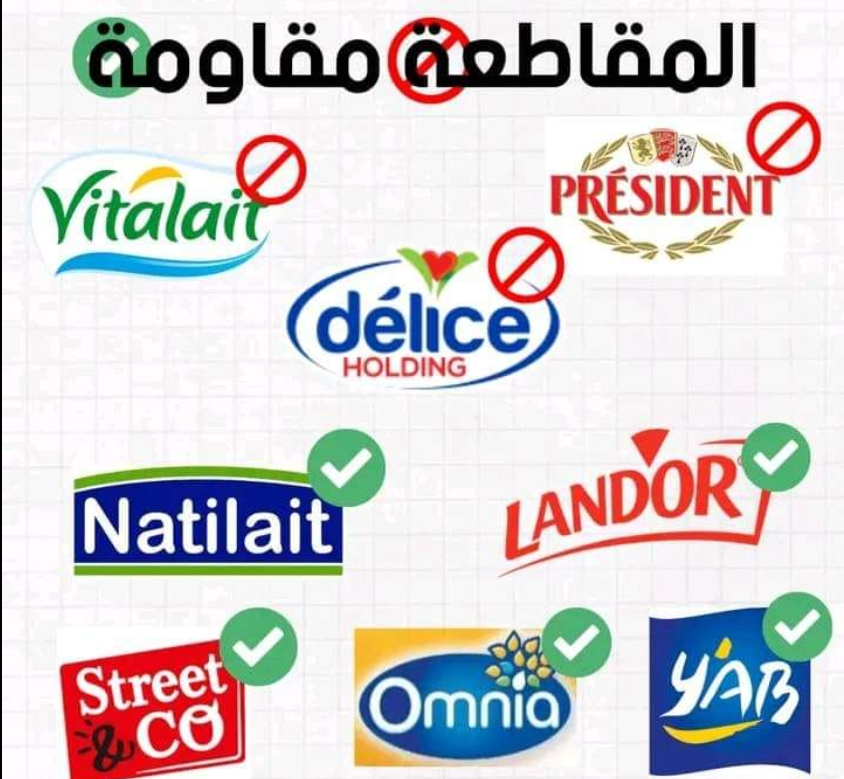 المقاطعة مقاومة
Vitalait
PRÉSIDENT
délice
HOLDING
Natilait
LANDOR
Street
&CO
Omnia
YAB